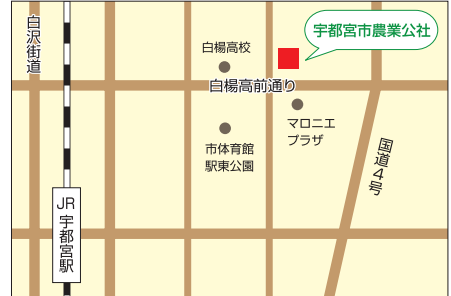 白沢街道
白楊高校
宇都宮市農業公社
白楊高前通り
マロニエ
プラザ
市体育館
駅東公園
国道4号
JR宇都宮駅